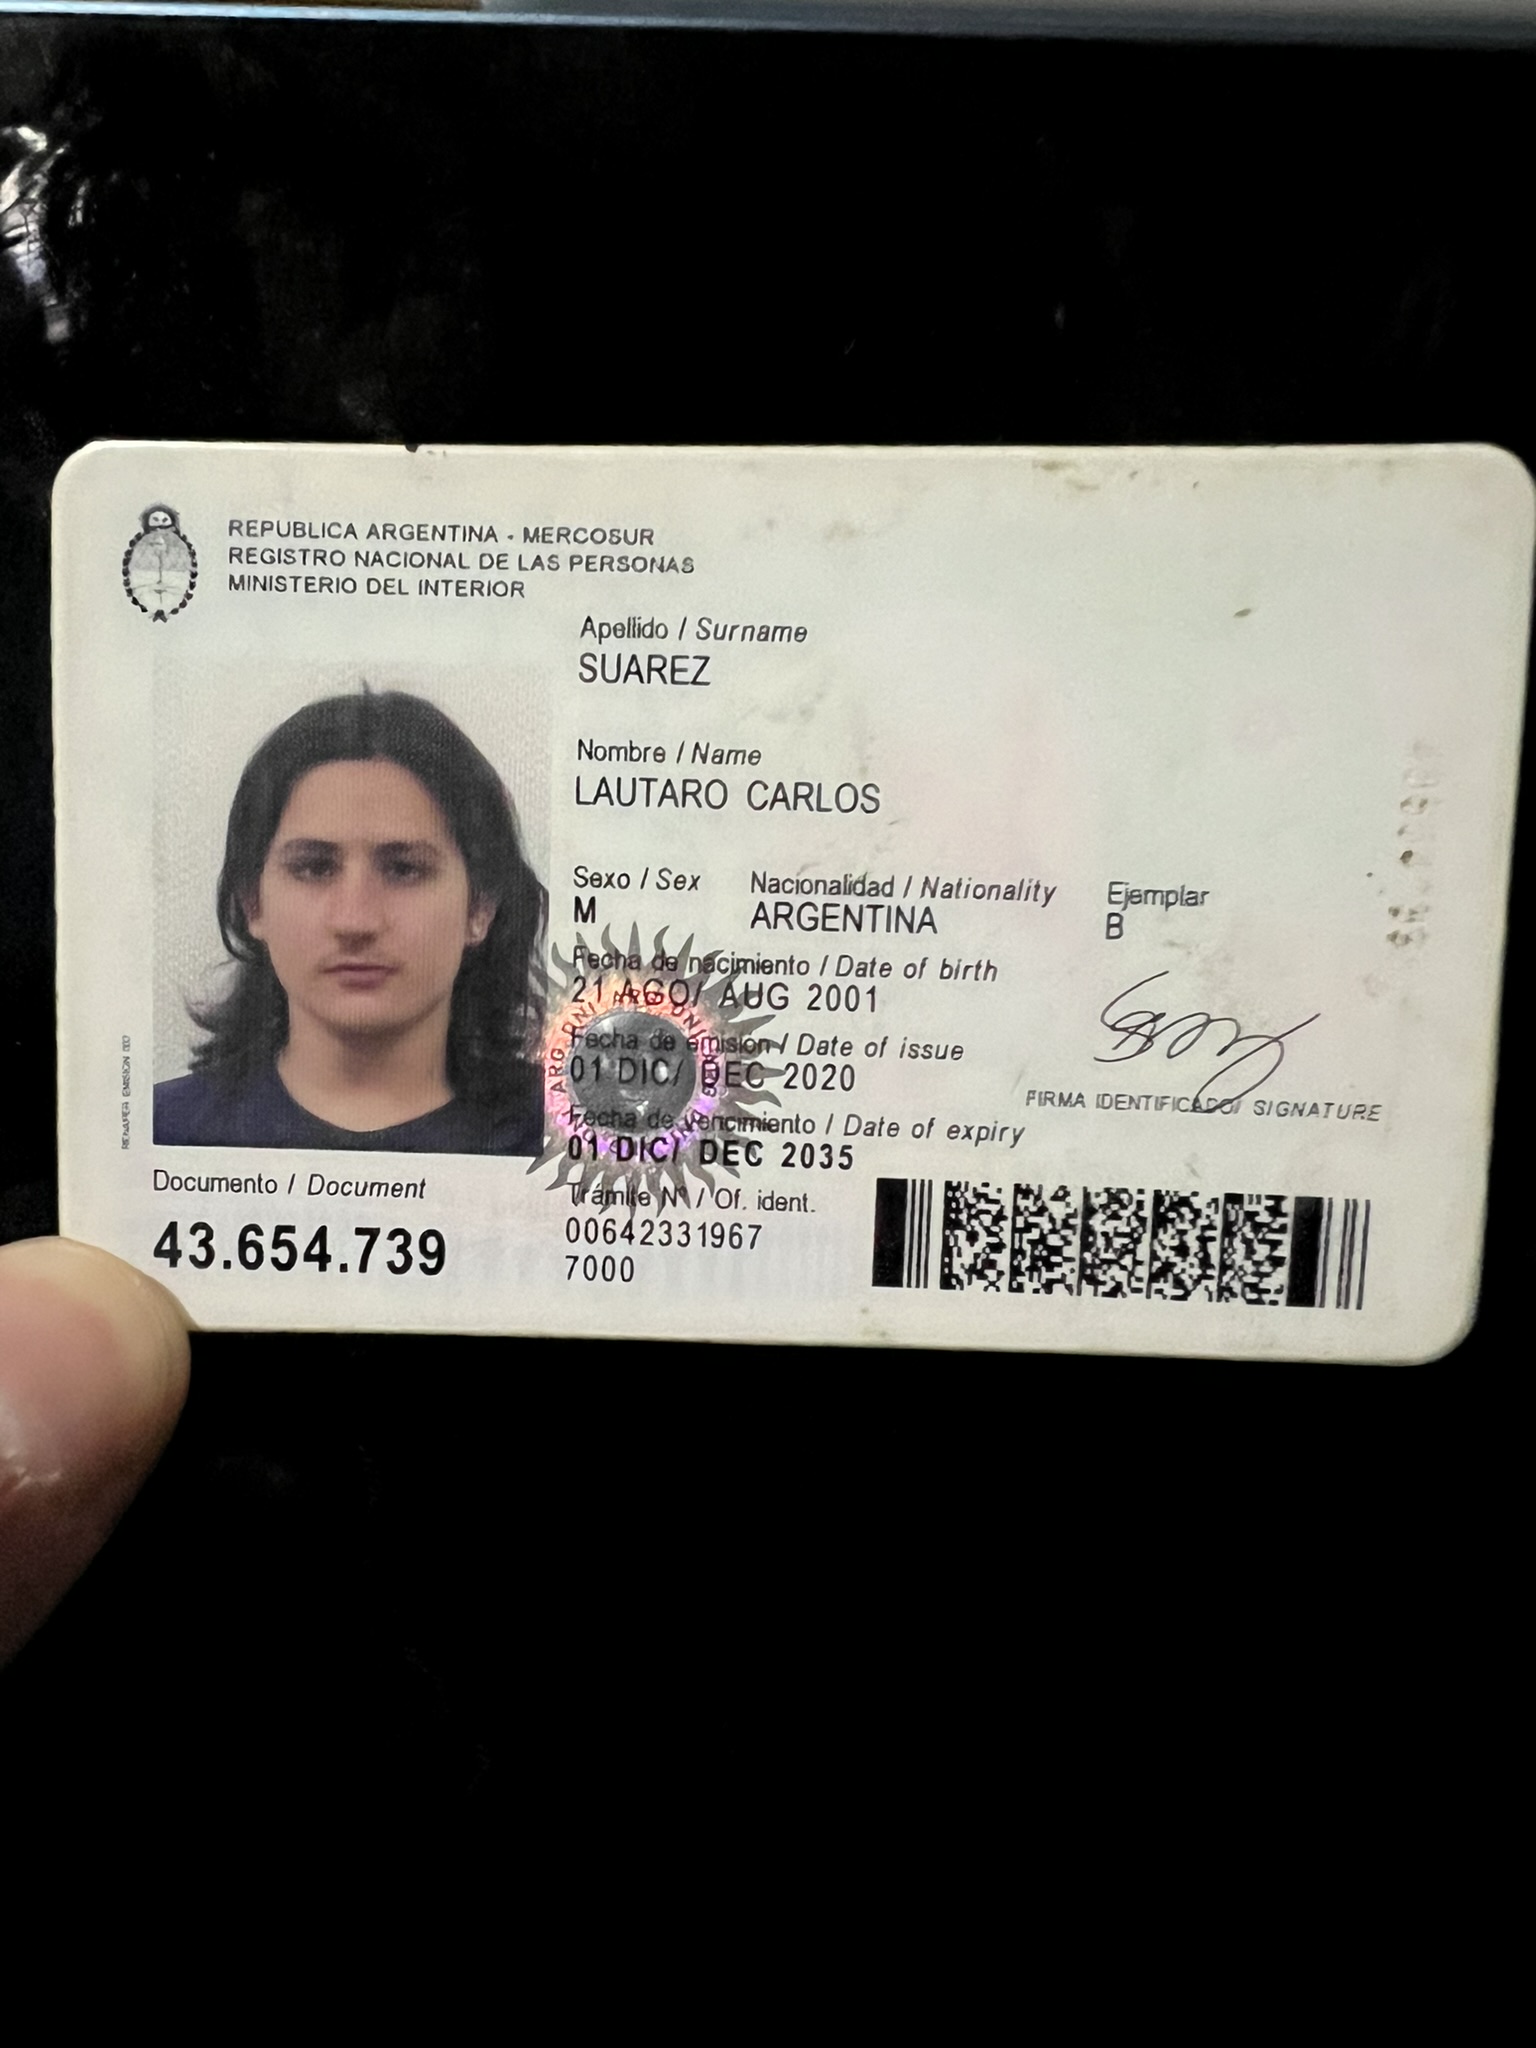 REPUBLICA ARGENTINA - MERCOSUR
REGISTRO NACIONAL DE LAS PERSONAS
MINISTERIO DEL INTERIOR
Apellido / Surname
SUAREZ
Nombre / Name
LAUTARO CARLOS
Sexo / Sex Nacionalidad / Nationality Ejemplar
M ARGENTINA B
Fecha de nacimiento / Date of birth
21 AGO/ AUG 2001
Fecha de emisión / Date of issue
01 DIC/ DEC 2020
FIRMA IDENTIFICADO/ SIGNATURE
Fecha de vencimiento / Date of expiry
01 DIC/ DEC 2035
Documento / Document
43.654.739
Trámite Nº / Of. ident.
00642331967
7000